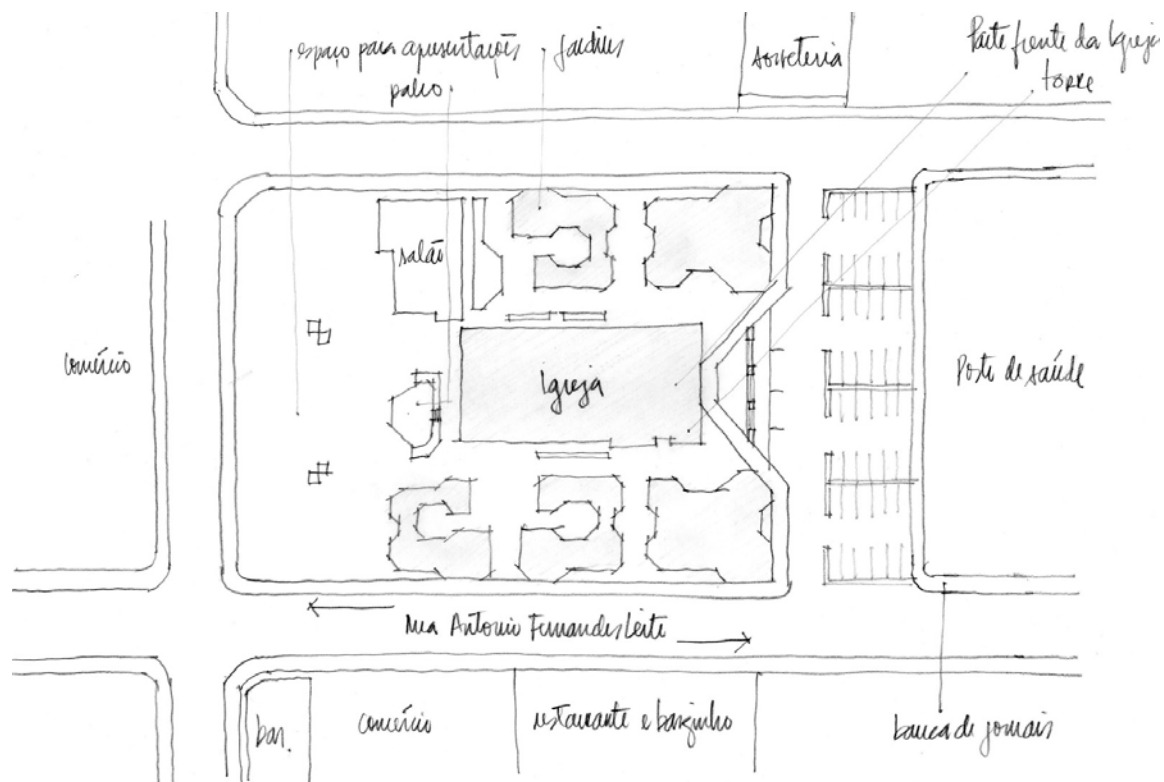 espaço para apresentações
palco
jardins
sorveteria
Parte frente da Igreja
torre
salão
comércio
Igreja
Posto de saúde
Rua Antonio Fernandes Leite
bar.
comércio
restaurante e barzinho
banca de jornais